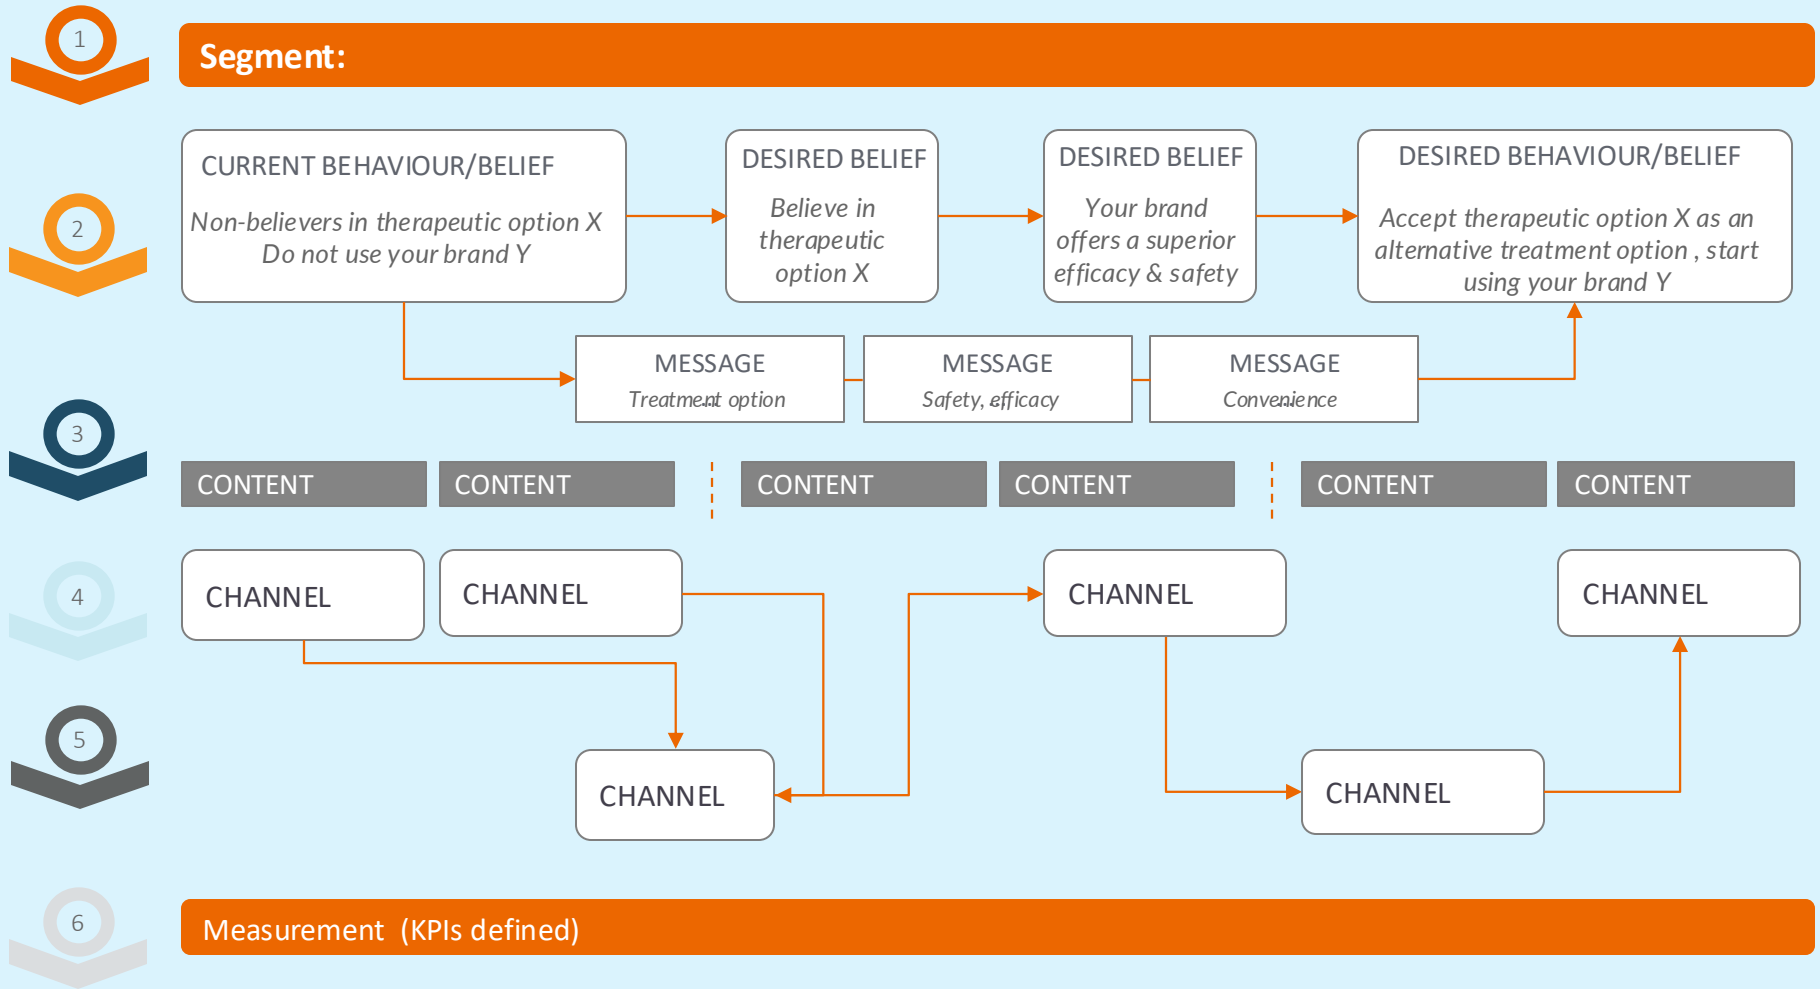 1
Segment:
CURRENT BEHAVIOUR/BELIEF
Non-believers in therapeutic option X
Do not use your brand Y
DESIRED BELIEF
Believe in
therapeutic
option X
DESIRED BELIEF
Your brand
offers a superior
efficacy & safety
DESIRED BEHAVIOUR/BELIEF
Accept therapeutic option X as an
alternative treatment option , start
using your brand Y
2
MESSAGE
Treatment option
...
MESSAGE
Safety, efficacy
...
MESSAGE
Convenience
...
3
CONTENT
CONTENT
CONTENT
CONTENT
CONTENT
CONTENT
4
CHANNEL
CHANNEL
CHANNEL
CHANNEL
5
CHANNEL
CHANNEL
6
Measurement (KPIs defined)